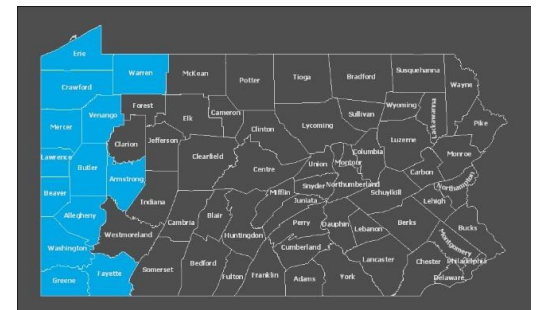 Erie
Warren
McKean
Potter
Tioga
Bradford
Susquehanna
Wayne
Crawford
Forest
Elk
Cameron
Sullivan
Wyoming
Lackawanna
Pike
Mercer
Venango
Clarion
Jefferson
Clinton
Lycoming
Luzerne
Monroe
Lawrence
Butler
Armstrong
Clearfield
Centre
Union
Montour
Columbia
Carbon
Northampton
Beaver
Indiana
Mifflin
Snyder
Northumberland
Schuylkill
Lehigh
Allegheny
Westmoreland
Cambria
Blair
Huntingdon
Juniata
Perry
Dauphin
Lebanon
Berks
Bucks
Montgomery
Washington
Cumberland
Lancaster
Chester
Philadelphia
Delaware
Greene
Fayette
Somerset
Bedford
Fulton
Franklin
Adams
York